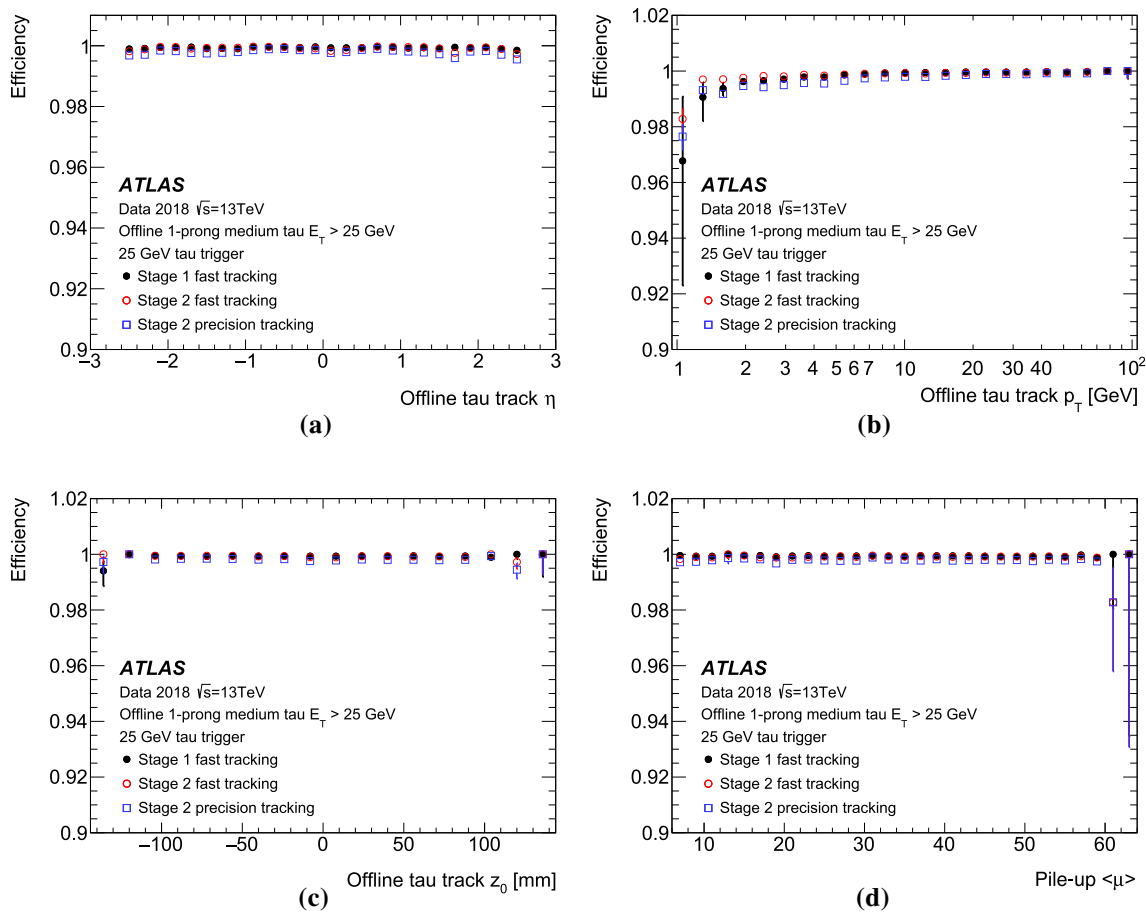 Efficiency
1
0.98
0.96
0.94
0.92
0.9
ATLAS
Data 2018 √s=13TeV
Offline 1-prong medium tau E_T > 25 GeV
25 GeV tau trigger
Stage 1 fast tracking
Stage 2 fast tracking
Stage 2 precision tracking
−3 −2 −1 0 1 2 3
Offline tau track η
(a)
Efficiency
1.02
1
0.98
0.96
0.94
0.92
0.9
ATLAS
Data 2018 √s=13TeV
Offline 1-prong medium tau E_T > 25 GeV
25 GeV tau trigger
Stage 1 fast tracking
Stage 2 fast tracking
Stage 2 precision tracking
1 2 3 4 5 6 7 10 20 30 40 10²
Offline tau track p_T [GeV]
(b)
Efficiency
1.02
1
0.98
0.96
0.94
0.92
0.9
ATLAS
Data 2018 √s=13TeV
Offline 1-prong medium tau E_T > 25 GeV
25 GeV tau trigger
Stage 1 fast tracking
Stage 2 fast tracking
Stage 2 precision tracking
−100 −50 0 50 100
Offline tau track z_0 [mm]
(c)
Efficiency
1.02
1
0.98
0.96
0.94
0.92
0.9
ATLAS
Data 2018 √s=13TeV
Offline 1-prong medium tau E_T > 25 GeV
25 GeV tau trigger
Stage 1 fast tracking
Stage 2 fast tracking
Stage 2 precision tracking
10 20 30 40 50 60
Pile-up <μ>
(d)